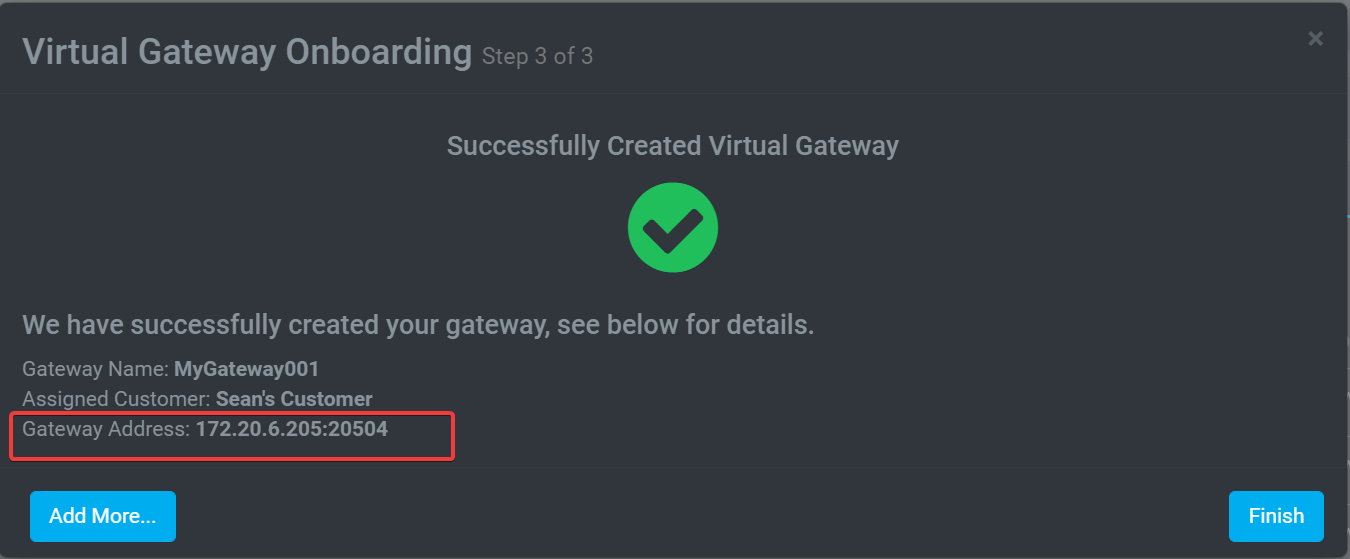 Virtual Gateway Onboarding Step 3 of 3
×
Successfully Created Virtual Gateway
We have successfully created your gateway, see below for details.
Gateway Name: MyGateway001
Assigned Customer: Sean's Customer
Gateway Address: 172.20.6.205:20504
Add More...
Finish